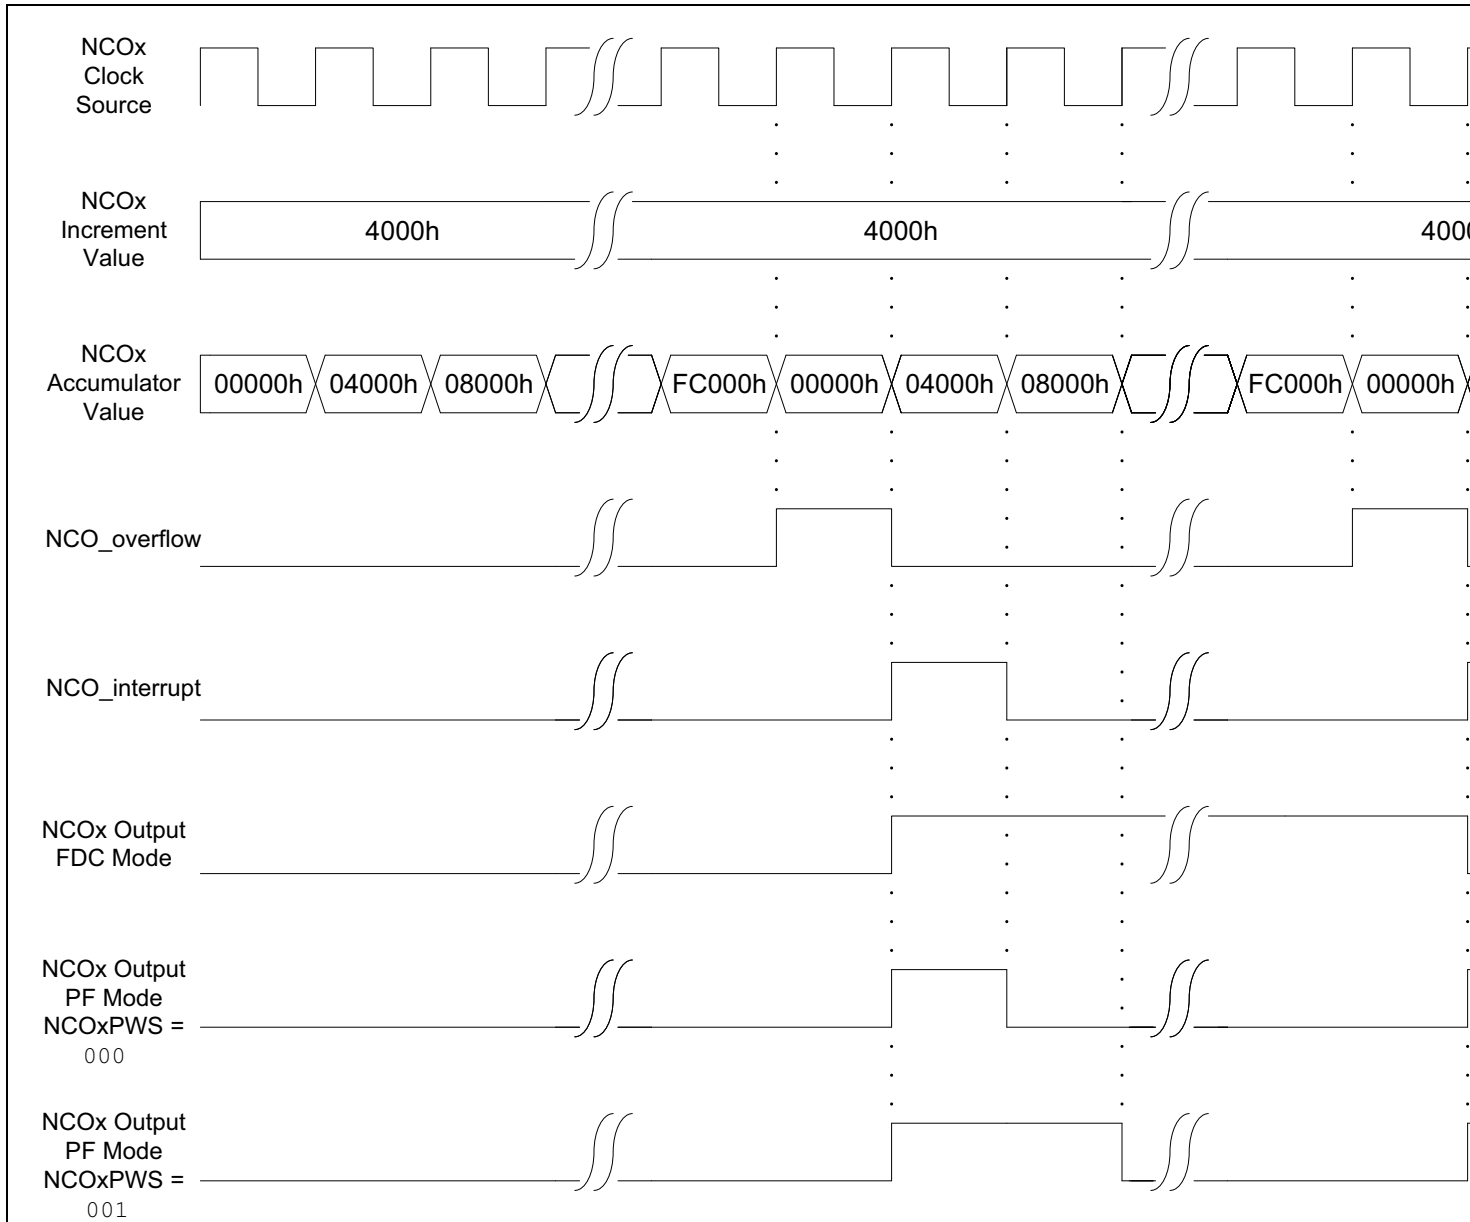 NCOx
Clock
Source
NCOx
Increment
Value
4000h
4000h
400
NCOx
Accumulator
Value
00000h
04000h
08000h
FC000h
00000h
04000h
08000h
FC000h
00000h
NCO_overflow
NCO_interrupt
NCOx Output
FDC Mode
NCOx Output
PF Mode
NCOxPWS =
000
NCOx Output
PF Mode
NCOxPWS =
001